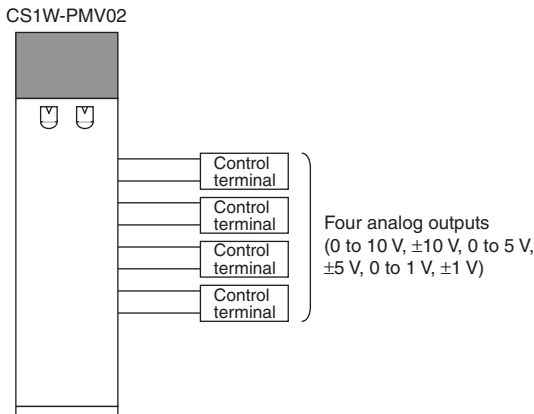 CS1W-PMV02
Control
terminal
Control
terminal
Control
terminal
Control
terminal
Four analog outputs
(0 to 10 V, ±10 V, 0 to 5 V,
±5 V, 0 to 1 V, ±1 V)